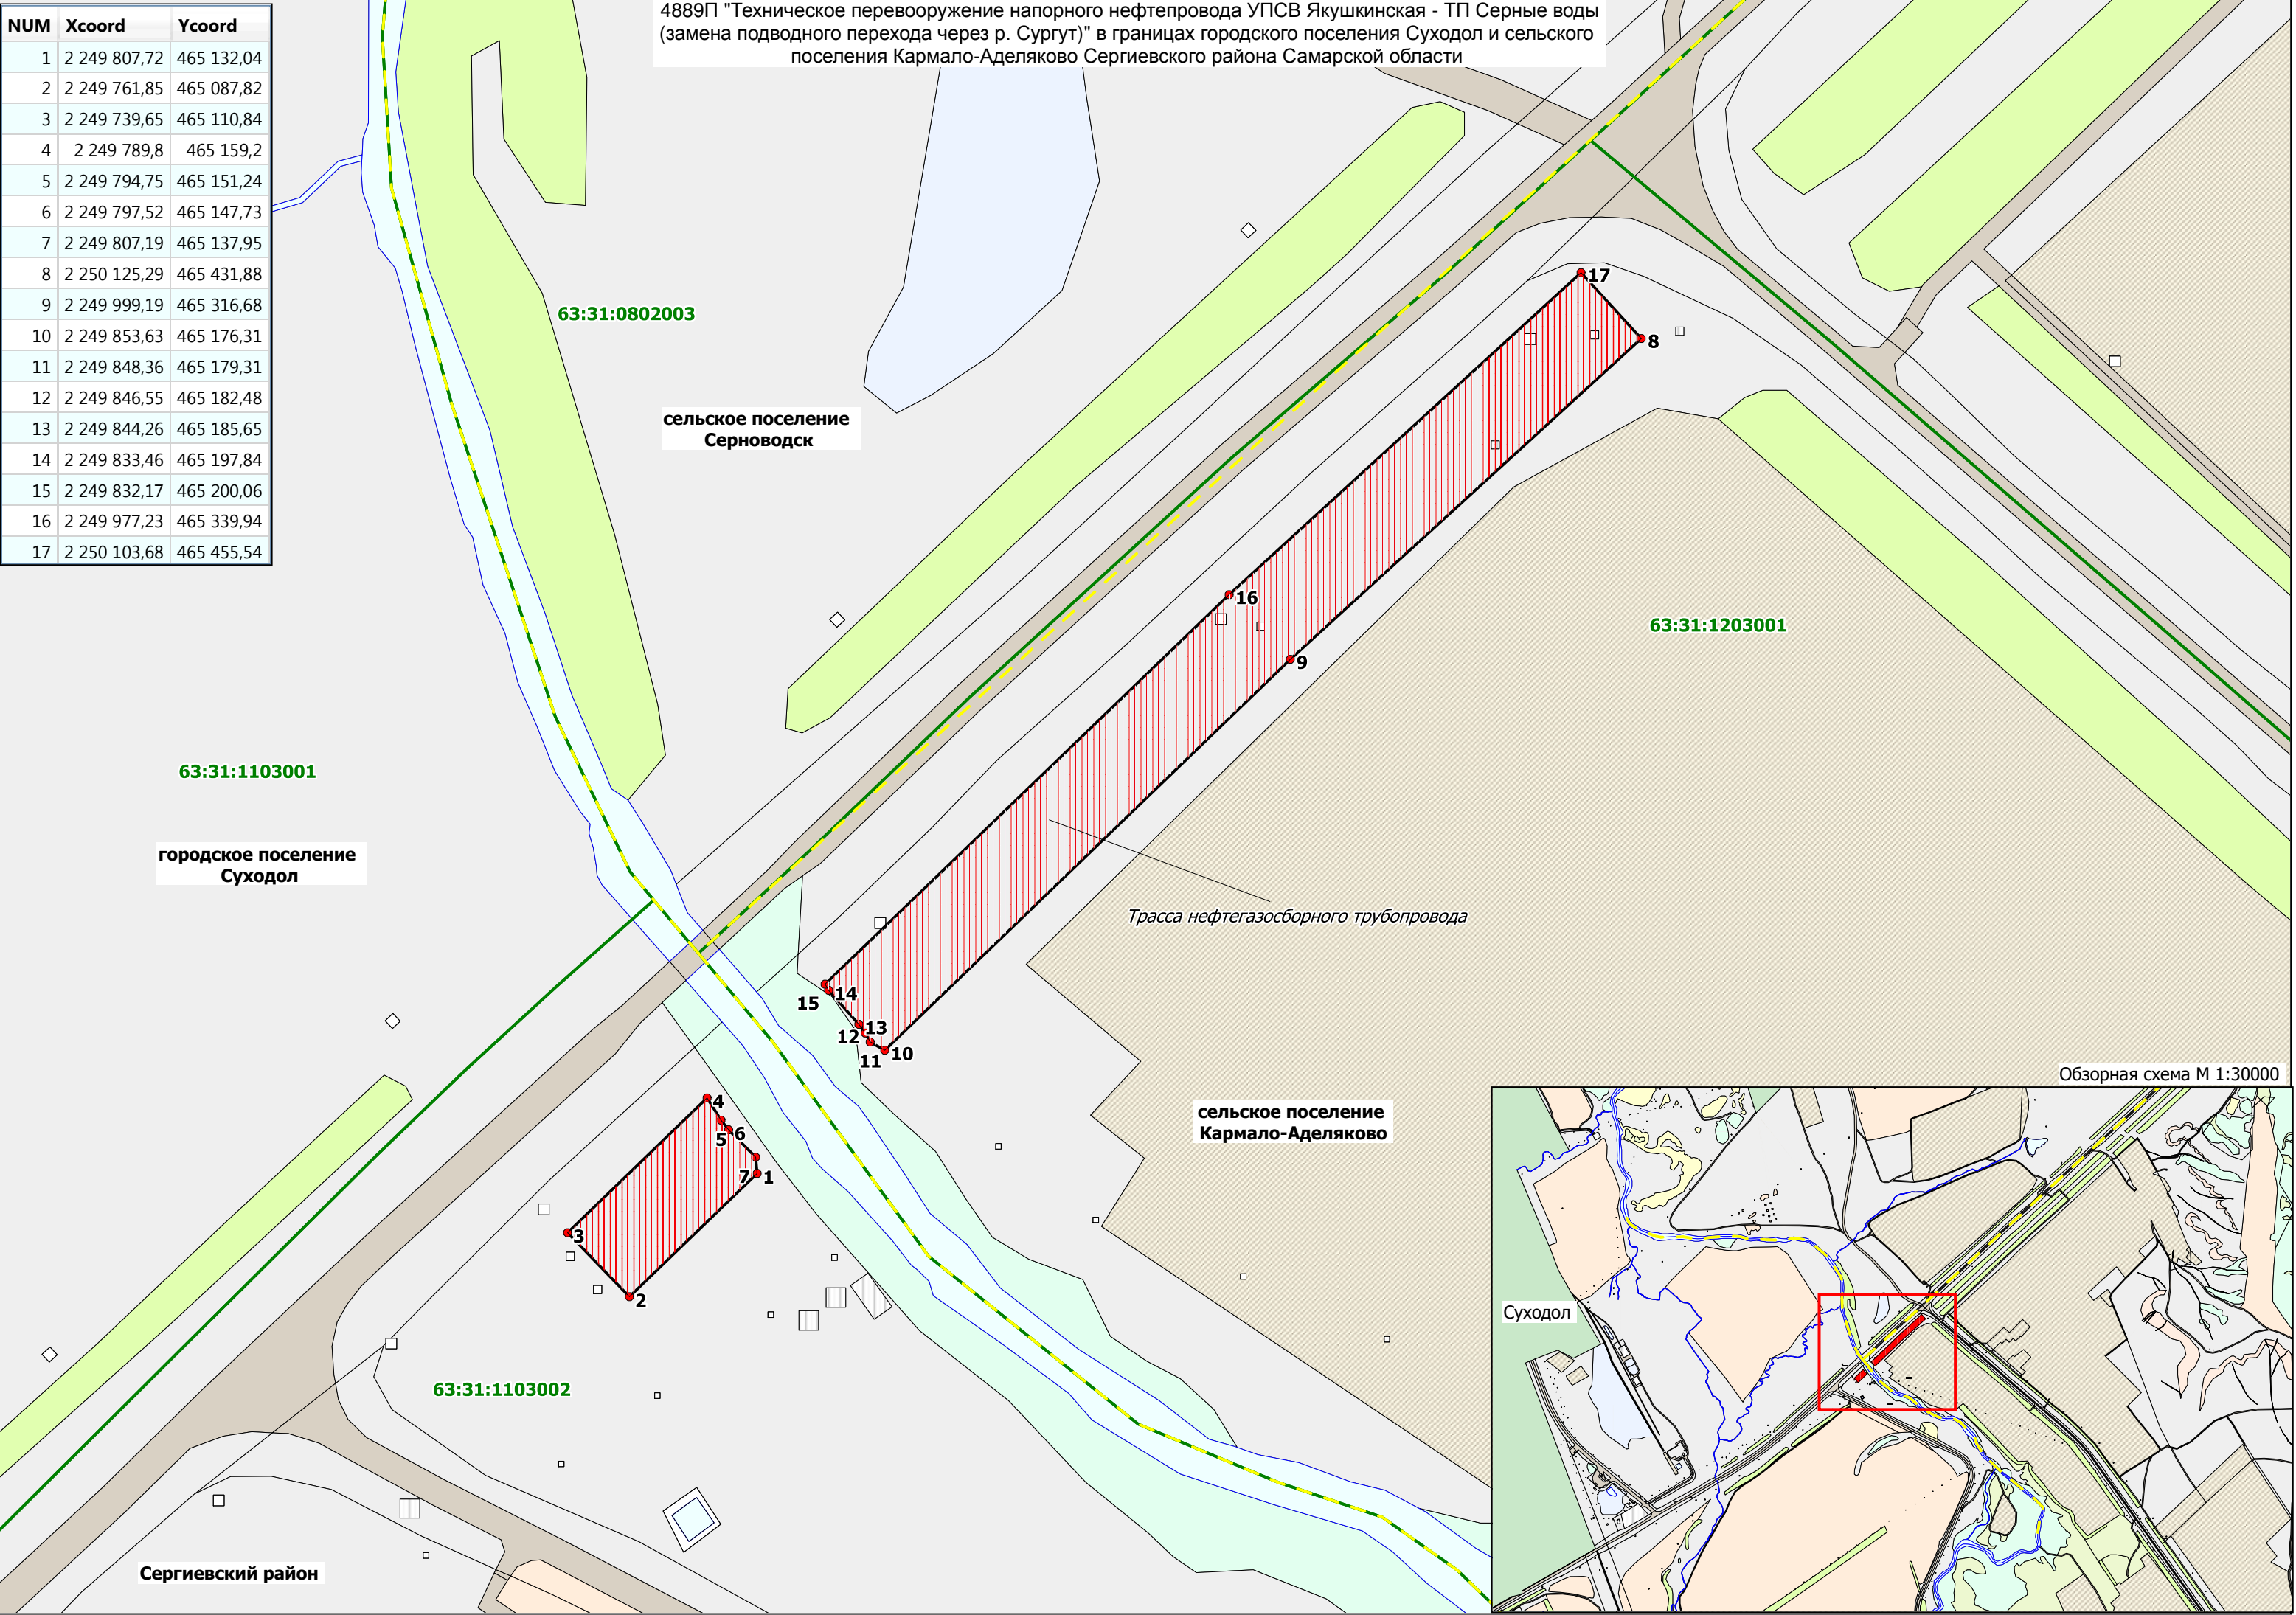 4889П "Техническое перевооружение напорного нефтепровода УПСВ Якушкинская - ТП Серные воды
(замена подводного перехода через р. Сургут)" в границах городского поселения Суходол и сельского
поселения Кармало-Аделяково Сергиевского района Самарской области
NUM Xcoord Ycoord
1 2 249 807,72 465 132,04
2 2 249 761,85 465 087,82
3 2 249 739,65 465 110,84
4 2 249 789,8 465 159,2
5 2 249 794,75 465 151,24
6 2 249 797,52 465 147,73
7 2 249 807,19 465 137,95
8 2 250 125,29 465 431,88
9 2 249 999,19 465 316,68
10 2 249 853,63 465 176,31
11 2 249 848,36 465 179,31
12 2 249 846,55 465 182,48
13 2 249 844,26 465 185,65
14 2 249 833,46 465 197,84
15 2 249 832,17 465 200,06
16 2 249 977,23 465 339,94
17 2 250 103,68 465 455,54
17
63:31:0802003
8
сельское поселение
Серноводск
16
63:31:1203001
9
63:31:1103001
городское поселение
Суходол
Трасса нефтегазосборного трубопровода
14
15
13
12
10
11
Обзорная схема М 1:30000
4
сельское поселение
Кармало-Аделяково
6
5
7
1
3
2
Суходол
63:31:1103002
Сергиевский район